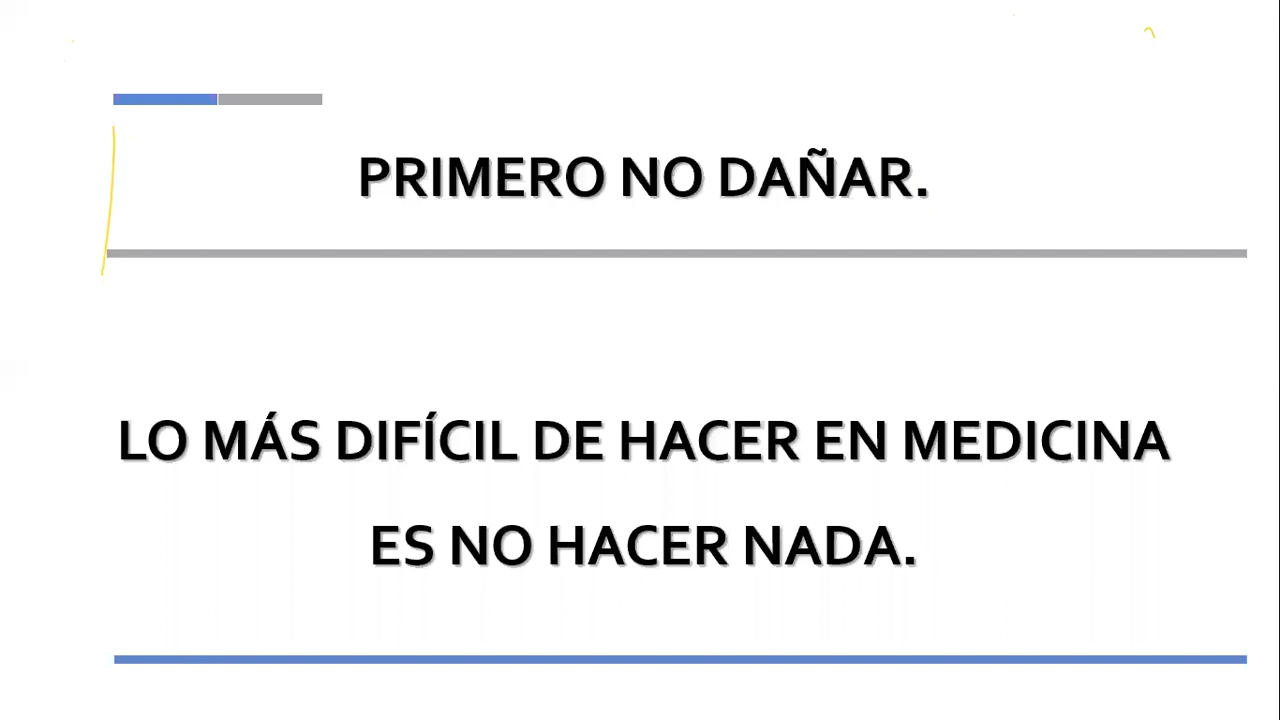 PRIMERO NO DAÑAR.
LO MÁS DIFÍCIL DE HACER EN MEDICINA
ES NO HACER NADA.